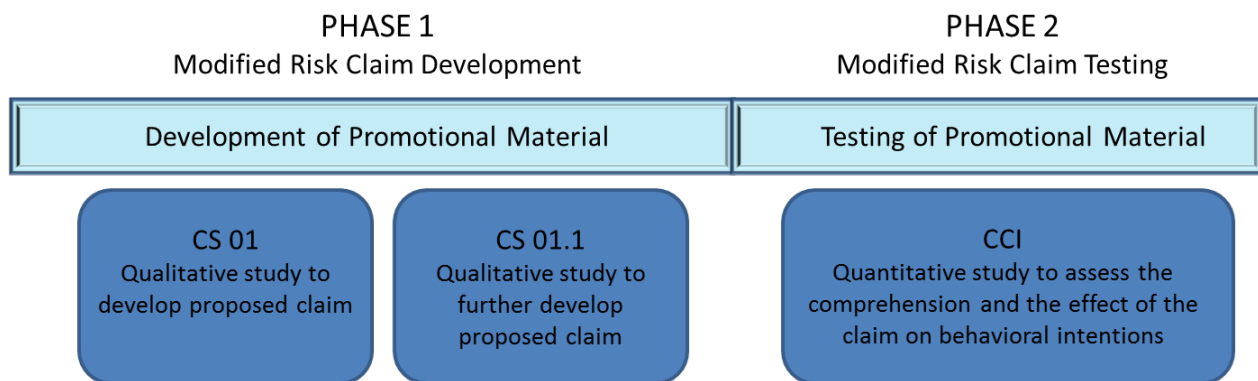 PHASE 1
Modified Risk Claim Development
PHASE 2
Modified Risk Claim Testing
Development of Promotional Material
Testing of Promotional Material
CS 01
Qualitative study to
develop proposed claim
CS 01.1
Qualitative study to
further develop
proposed claim
CCI
Quantitative study to assess the
comprehension and the effect of the
claim on behavioral intentions